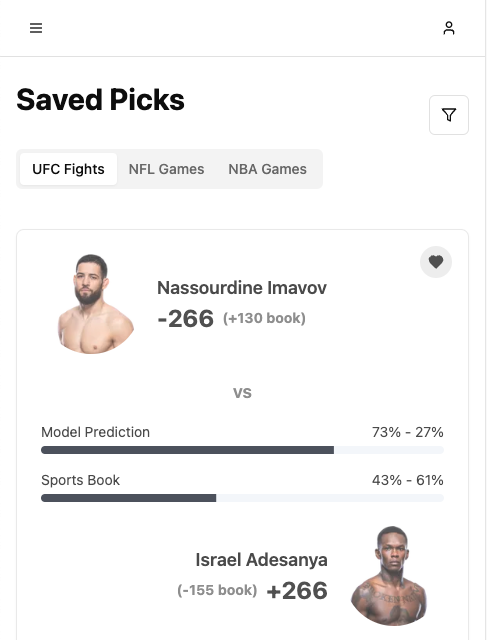 Saved Picks
UFC Fights NFL Games NBA Games
Nassourdine Imavov
-266 (+130 book)
VS
Model Prediction 73% - 27%
Sports Book 43% - 61%
Israel Adesanya
(-155 book) +266